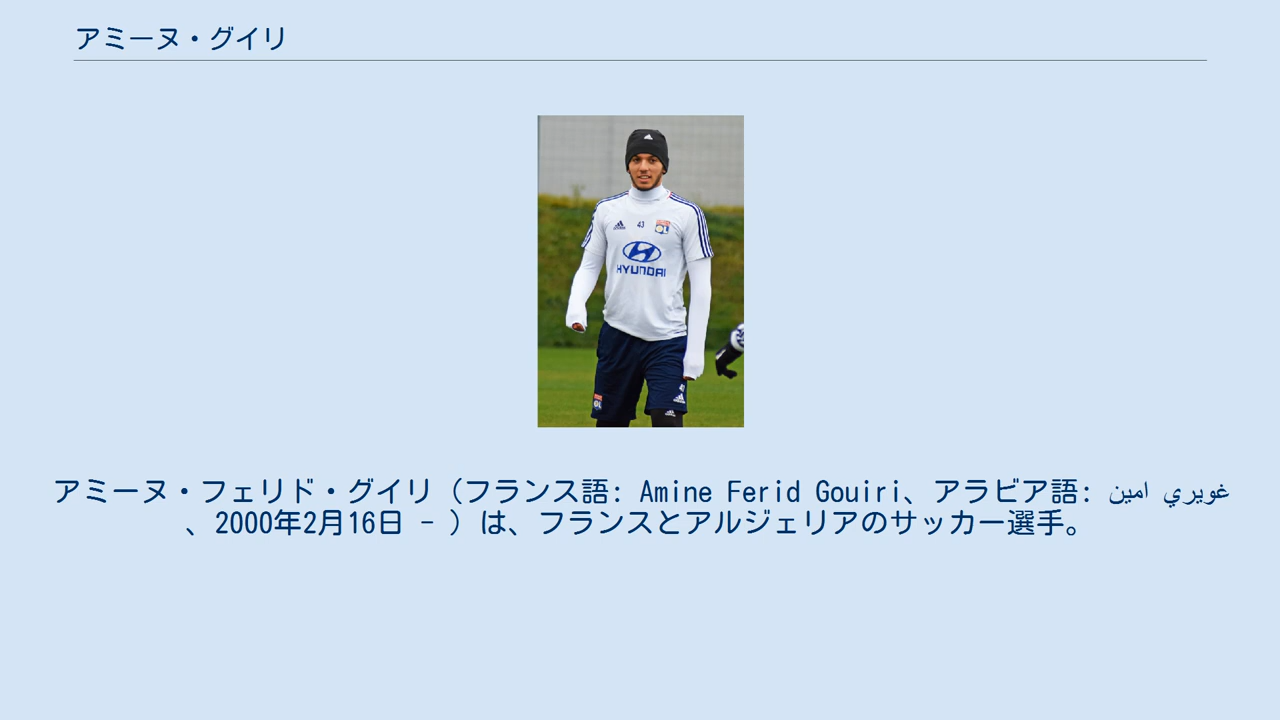 アミーヌ・グイリ
43
HYUNDAI
アミーヌ・フェリド・グイリ（フランス語: Amine Ferid Gouiri、アラビア語: غويري امين
、2000年2月16日 - ）は、フランスとアルジェリアのサッカー選手。